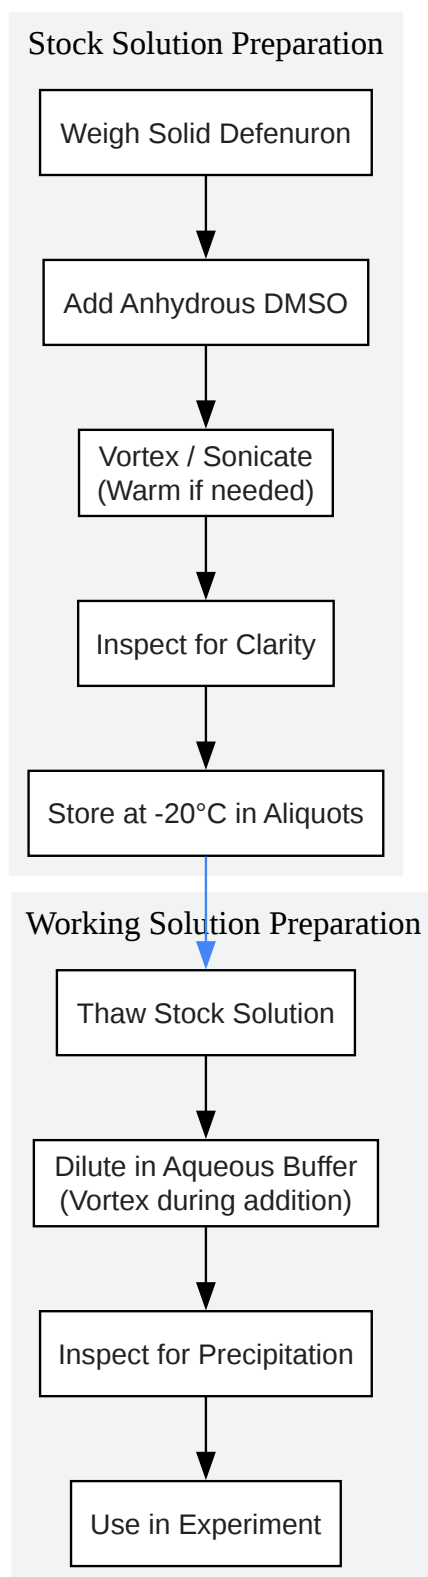 Stock Solution Preparation
Weigh Solid Defenuron
Add Anhydrous DMSO
Vortex / Sonicate
(Warm if needed)
Inspect for Clarity
Store at -20°C in Aliquots
Working Solution Preparation
Thaw Stock Solution
Dilute in Aqueous Buffer
(Vortex during addition)
Inspect for Precipitation
Use in Experiment